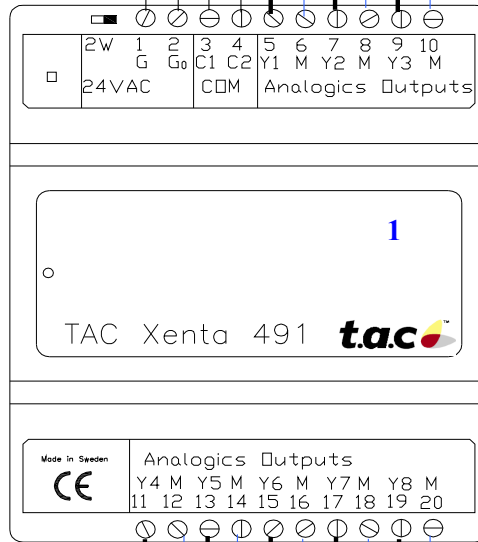 2W 1 2 3 4 5 6 7 8 9 10
G G0 C1 C2 Y1 M Y2 M Y3 M
24VAC COM Analogics Outputs
1
TAC Xenta 491 t.a.c™
Made in Sweden Analogics Outputs
CE Y4 M Y5 M Y6 M Y7 M Y8 M
11 12 13 14 15 16 17 18 19 20